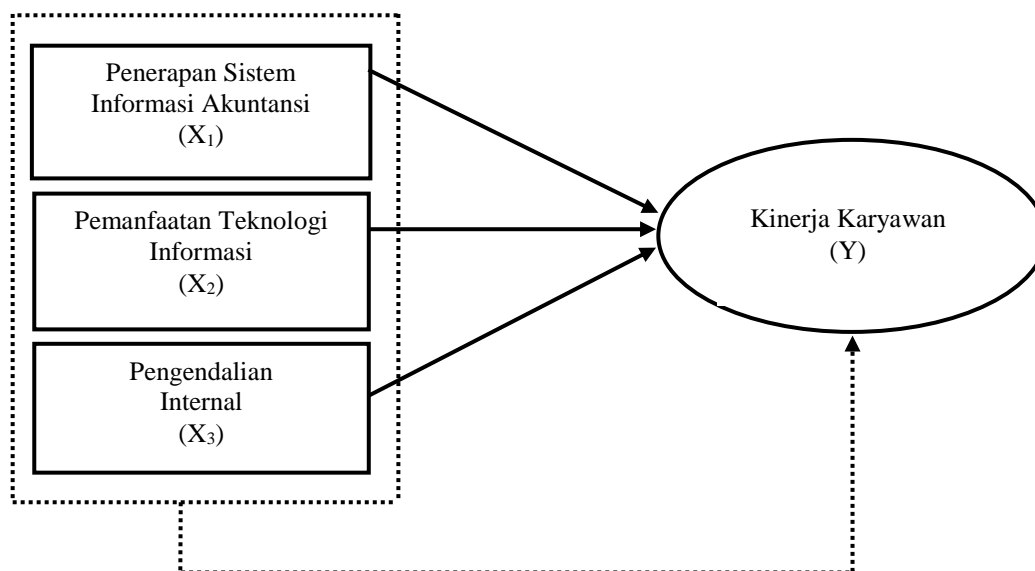 Penerapan Sistem
Informasi Akuntansi
(X₁)
Pemanfaatan Teknologi
Informasi
(X₂)
Pengendalian
Internal
(X₃)
Kinerja Karyawan
(Y)